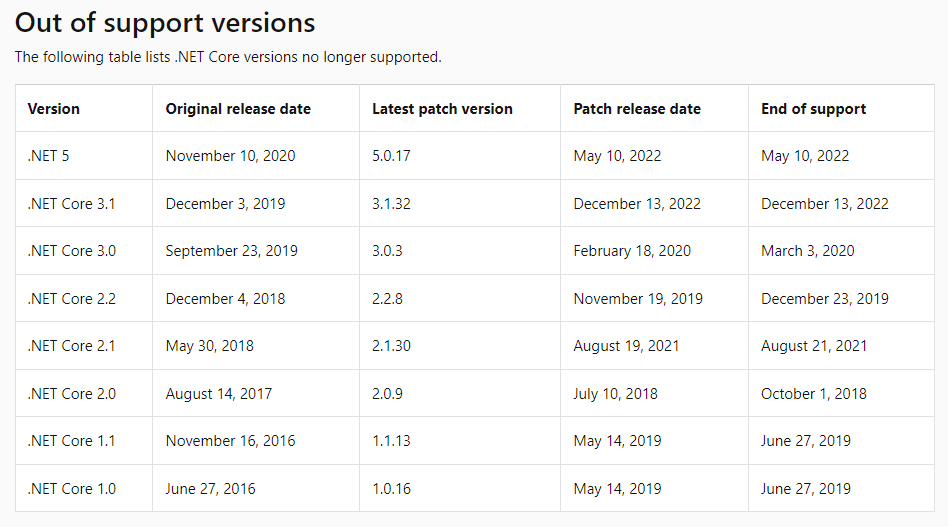 Out of support versions
The following table lists .NET Core versions no longer supported.
Version Original release date Latest patch version Patch release date End of support
.NET 5 November 10, 2020 5.0.17 May 10, 2022 May 10, 2022
.NET Core 3.1 December 3, 2019 3.1.32 December 13, 2022 December 13, 2022
.NET Core 3.0 September 23, 2019 3.0.3 February 18, 2020 March 3, 2020
.NET Core 2.2 December 4, 2018 2.2.8 November 19, 2019 December 23, 2019
.NET Core 2.1 May 30, 2018 2.1.30 August 19, 2021 August 21, 2021
.NET Core 2.0 August 14, 2017 2.0.9 July 10, 2018 October 1, 2018
.NET Core 1.1 November 16, 2016 1.1.13 May 14, 2019 June 27, 2019
.NET Core 1.0 June 27, 2016 1.0.16 May 14, 2019 June 27, 2019